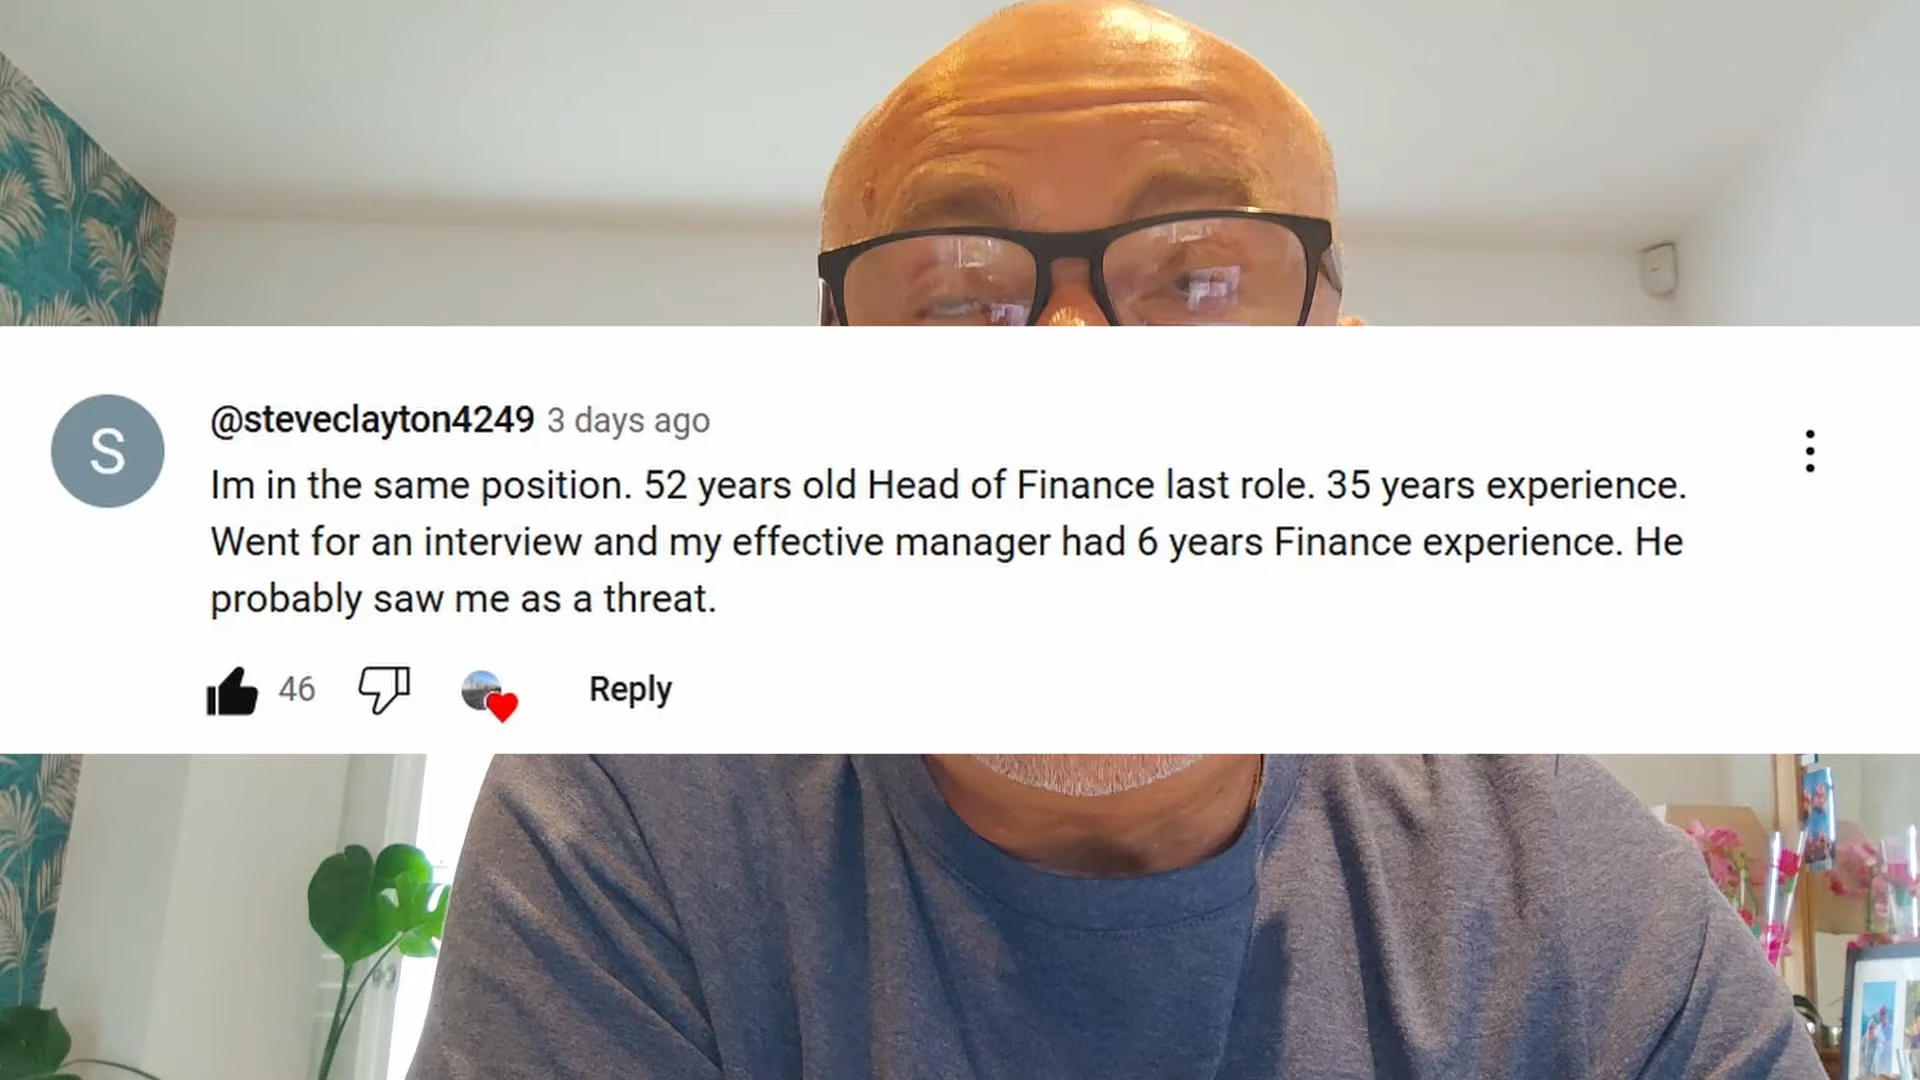 S
@steveclayton4249 3 days ago
Im in the same position. 52 years old Head of Finance last role. 35 years experience.
Went for an interview and my effective manager had 6 years Finance experience. He
probably saw me as a threat.
46 Reply